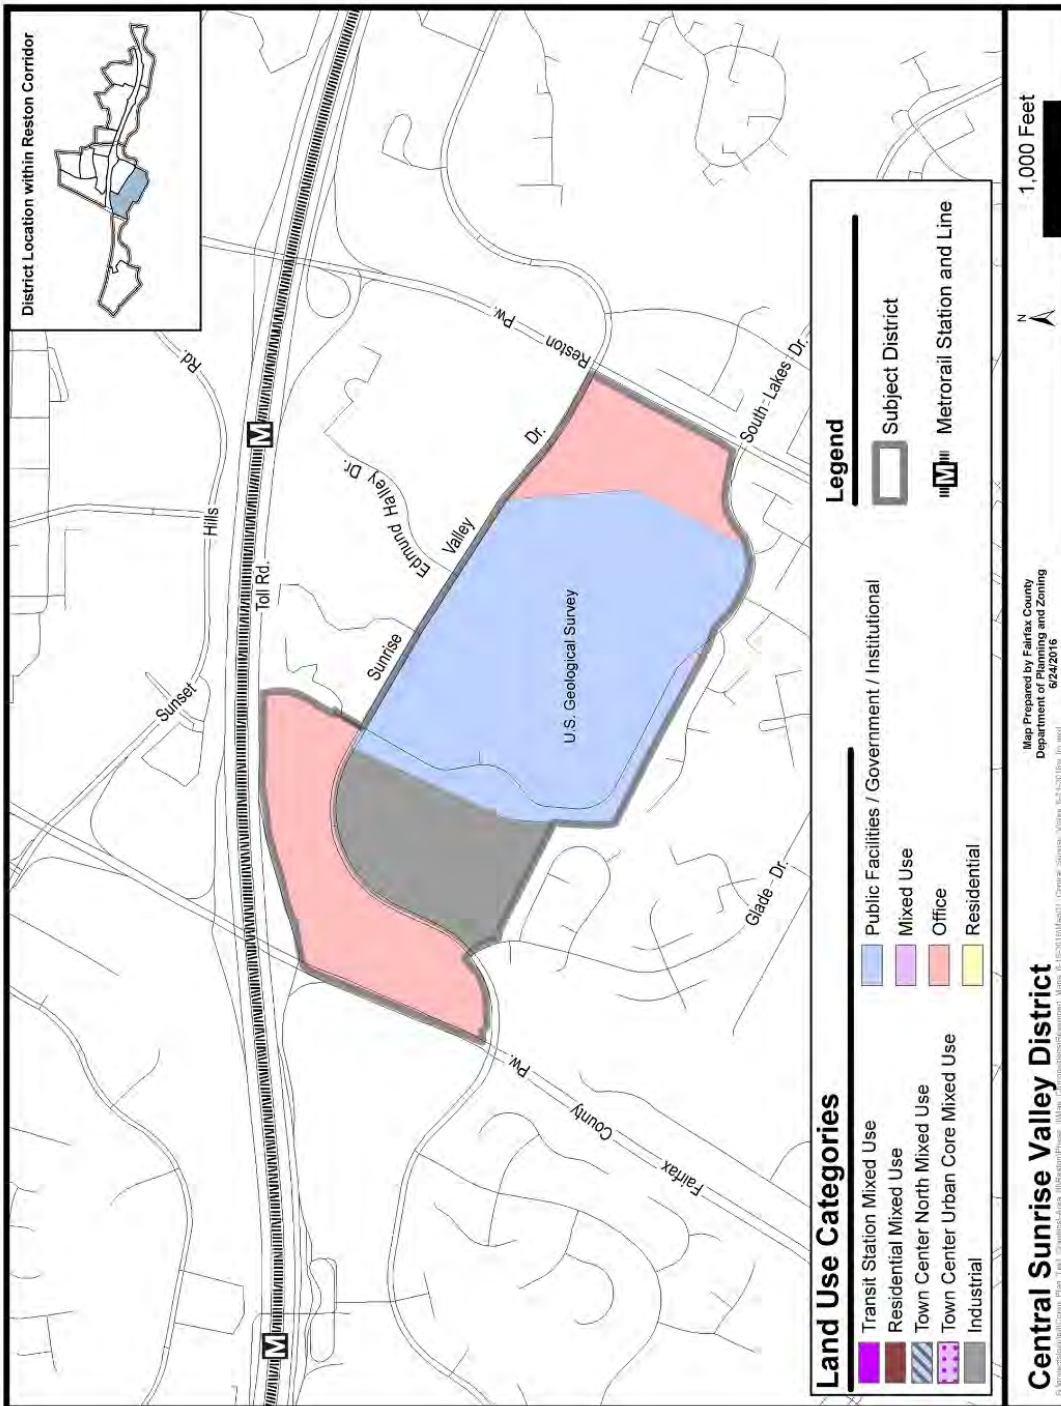 District Location within Reston Corridor
Sunset
Hills
Rd
Toll Rd.
M
M
Reston
Pw.
Edmund Halley Dr.
Sunrise
Valley
Dr.
U.S. Geological Survey
South Lakes Dr.
Glade Dr.
Fairfax
County
Pw.
Land Use Categories
Transit Station Mixed Use
Residential Mixed Use
Town Center North Mixed Use
Town Center Urban Core Mixed Use
Industrial
Public Facilities / Government / Institutional
Mixed Use
Office
Residential
Legend
Subject District
M Metrorail Station and Line
Central Sunrise Valley District
Map Prepared by Fairfax County
Department of Planning and Zoning
6/24/2016
N
1,000 Feet